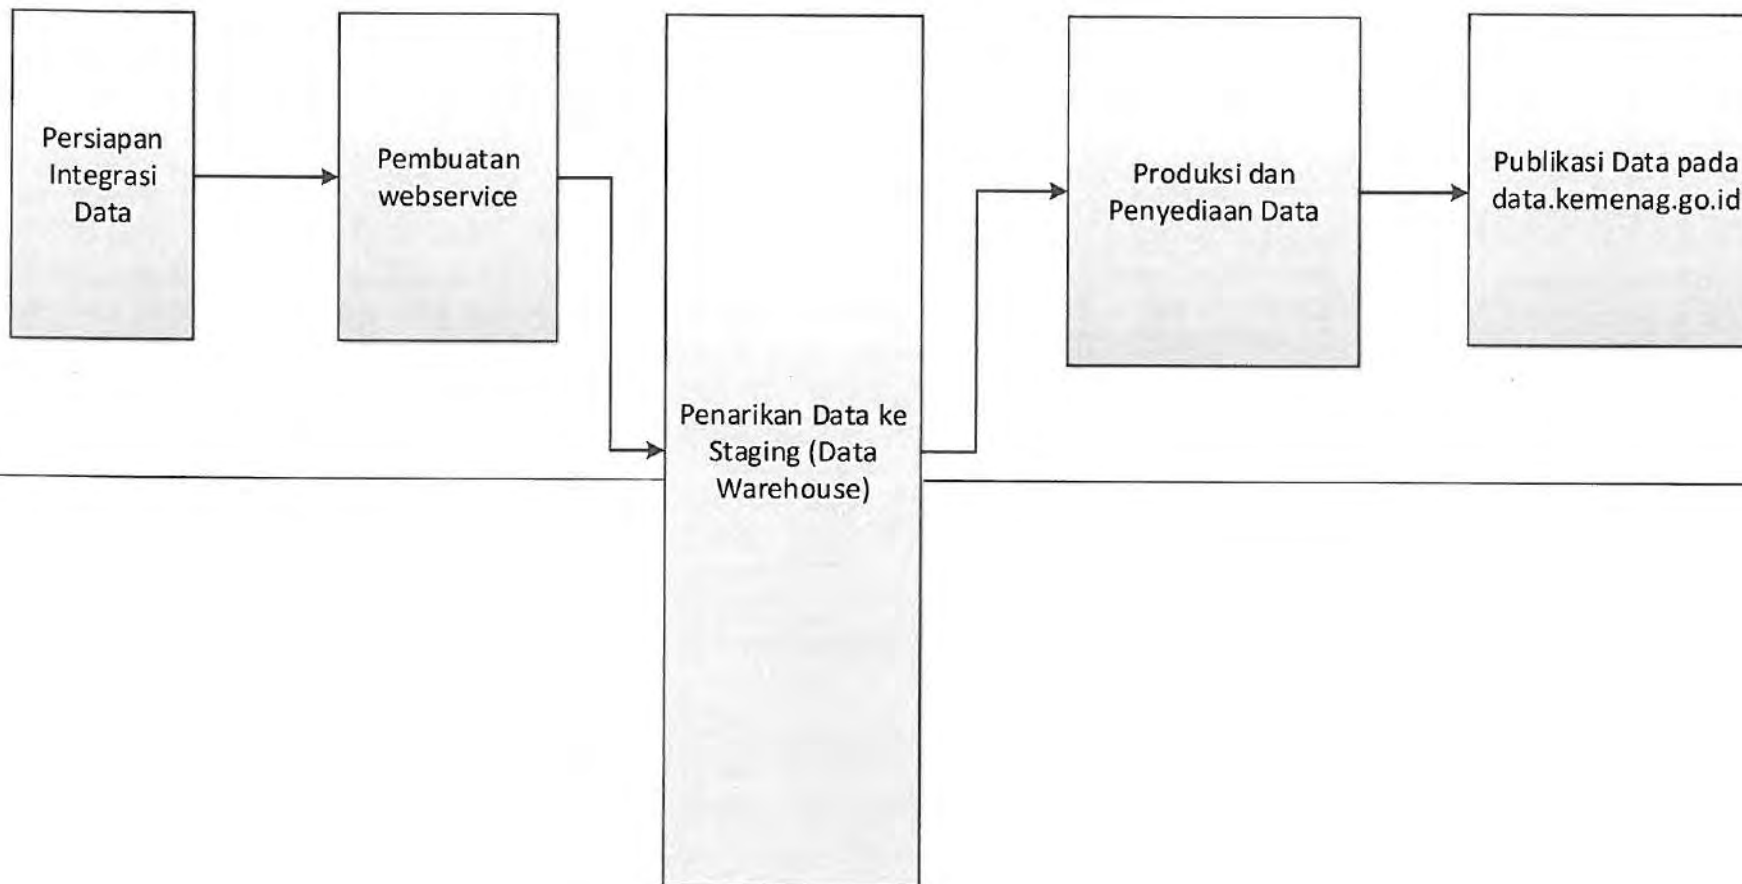 Persiapan
Integrasi
Data
Pembuatan
webservice
Penarikan Data ke
Staging (Data
Warehouse)
Produksi dan
Penyediaan Data
Publikasi Data pada
data.kemenag.go.id